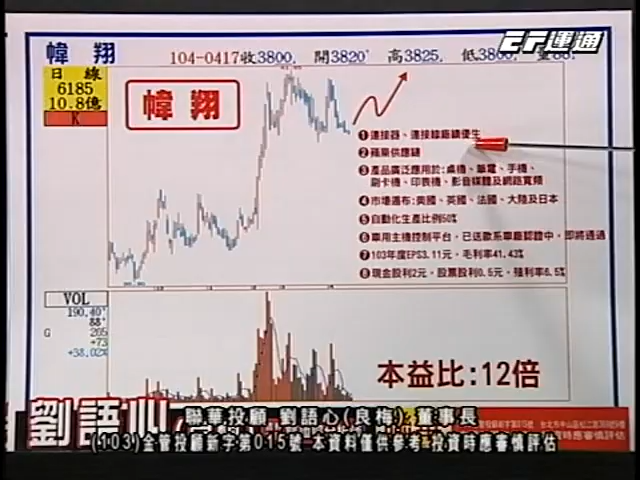 EF運通
幃翔 104-0417收3800, 開3820' 高3825, 低3800,
日線
6185
10.8億
K
幃翔
❶連接器、連接線廠績優生
❷蘋果供應鏈
❸產品廣泛應用於:桌機、筆電、手機、
刷卡機、印表機、影音媒體及網路寬頻
❹市場遍布:美國、英國、法國、大陸及日本
❺自動化生產比例50%
❻車用主機控制平台，已送歐系車廠認證中，即將通過
❼103年度EPS3.11元，毛利率41.43%
❽現金股利2元，股票股利0.5元，殖利率6.5%
VOL
190.40'
88'
G 205
+73
+38.02%
本益比:12倍
劉語心
聯華投顧 劉語心(良梅) 董事長
(103)金管投顧新字第015號 本資料僅供參考 投資時應審慎評估